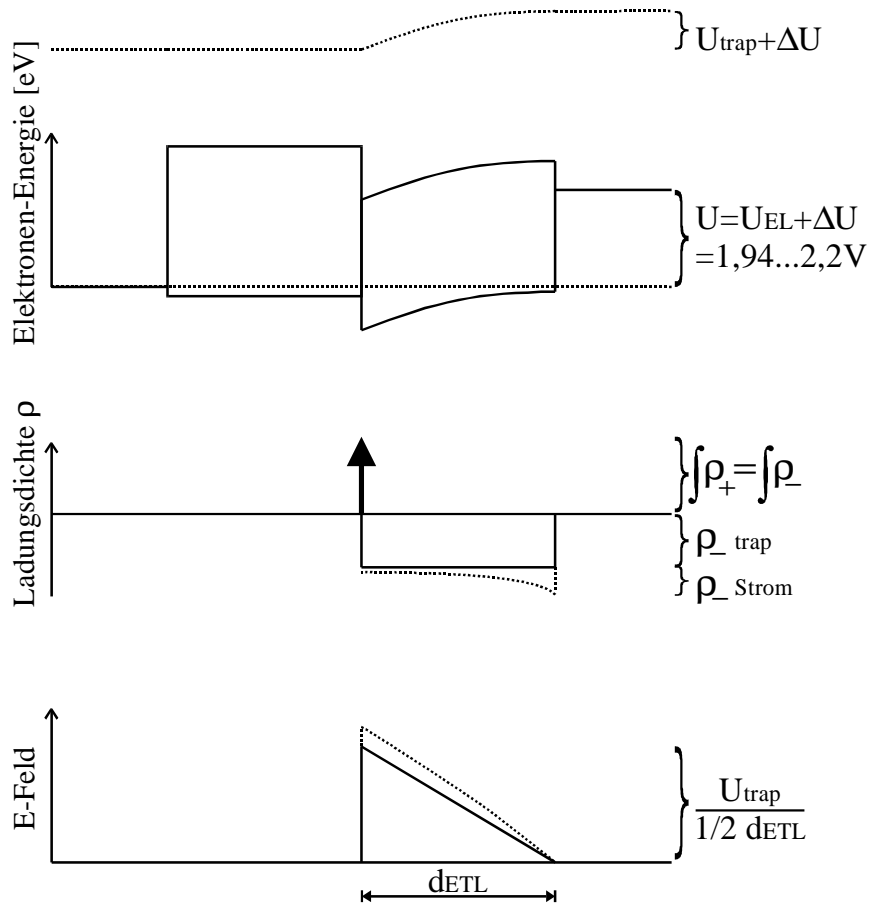 Utrap+ΔU
Elektronen-Energie [eV]
U=UEL+ΔU
=1,94...2,2V
Ladungsdichte ρ
∫ρ+=∫ρ–
ρ– trap
ρ– Strom
E-Feld
Utrap
1/2 dETL
dETL